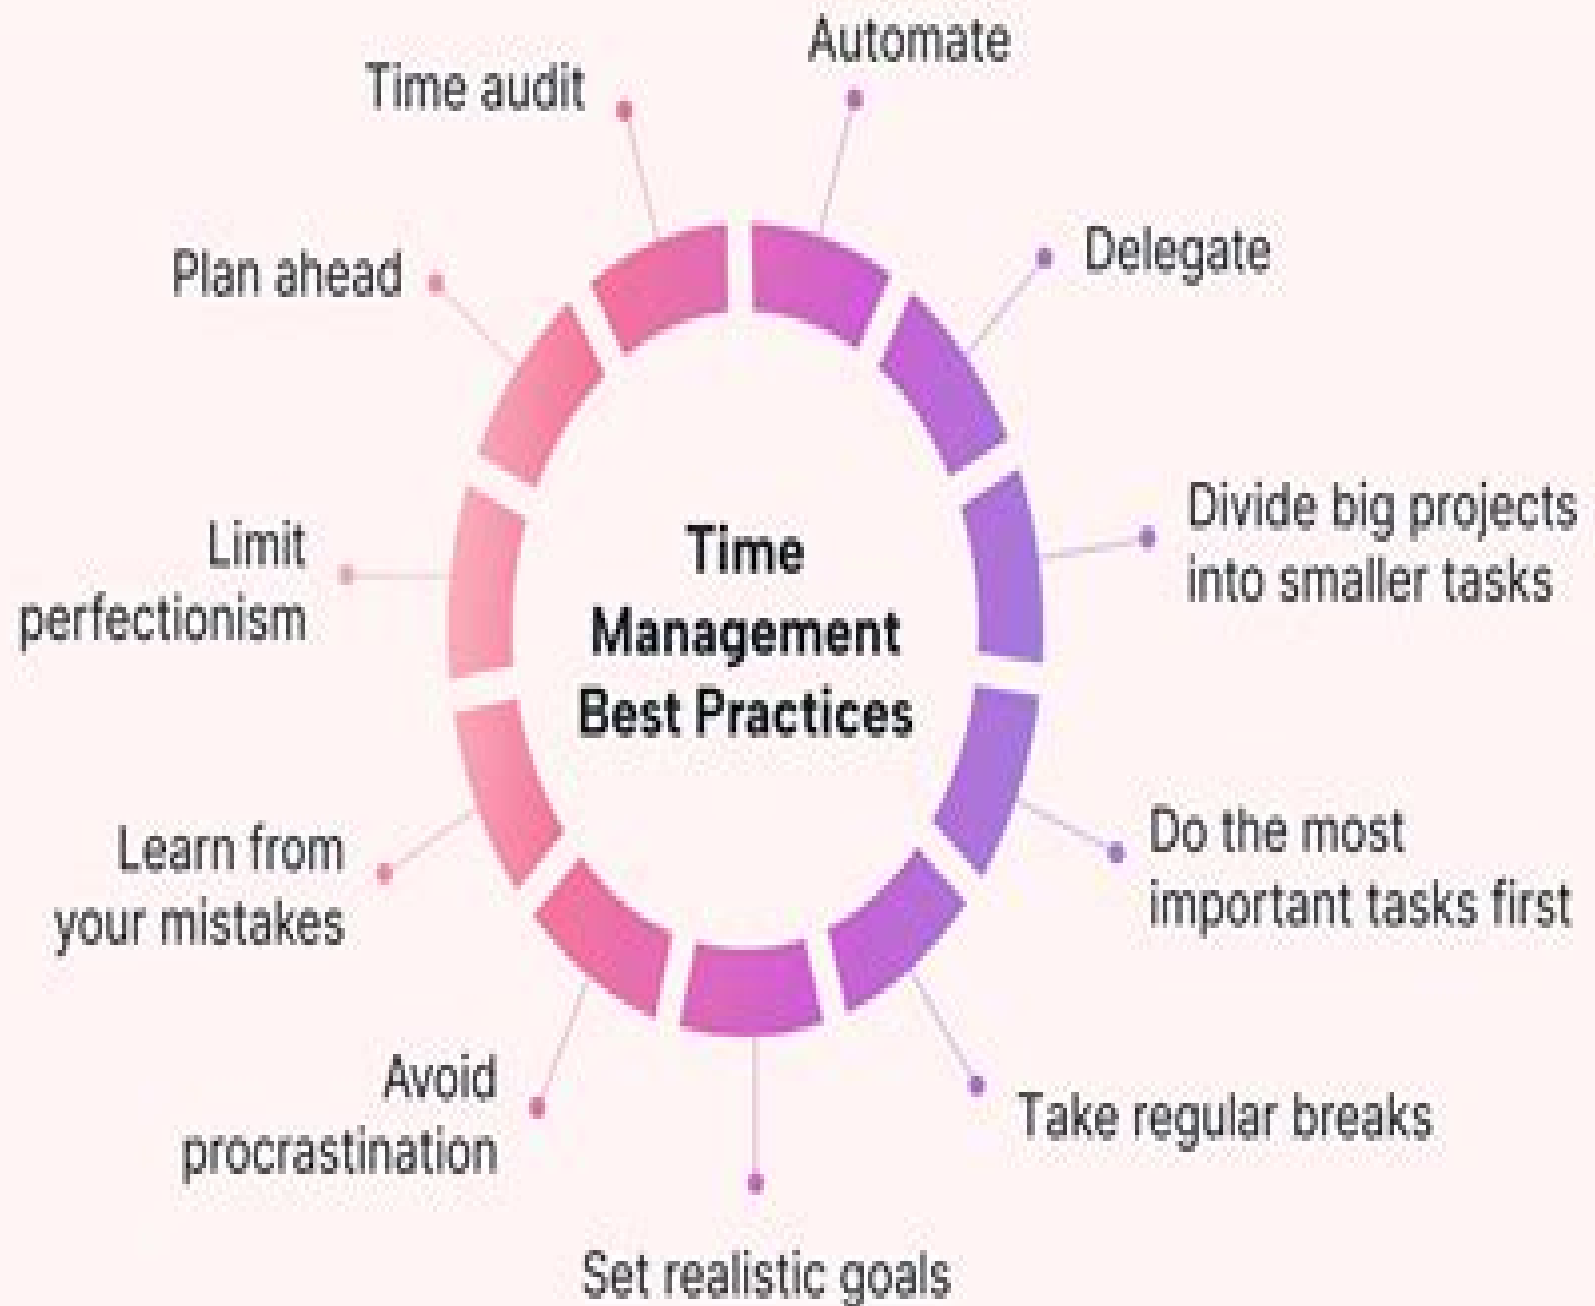 Automate
Time audit
Delegate
Plan ahead
Divide big projects
into smaller tasks
Limit
perfectionism
Time
Management
Best Practices
Do the most
important tasks first
Learn from
your mistakes
Avoid
procrastination
Take regular breaks
Set realistic goals